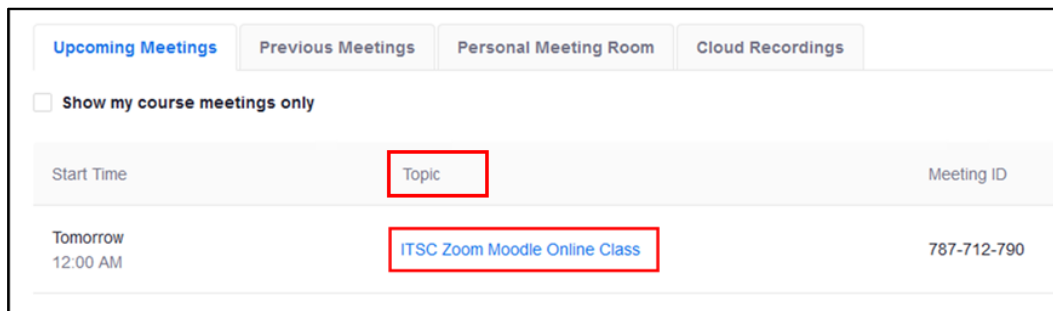 Upcoming Meetings Previous Meetings Personal Meeting Room Cloud Recordings
Show my course meetings only
Start Time Topic Meeting ID
Tomorrow
12:00 AM
ITSC Zoom Moodle Online Class
787-712-790